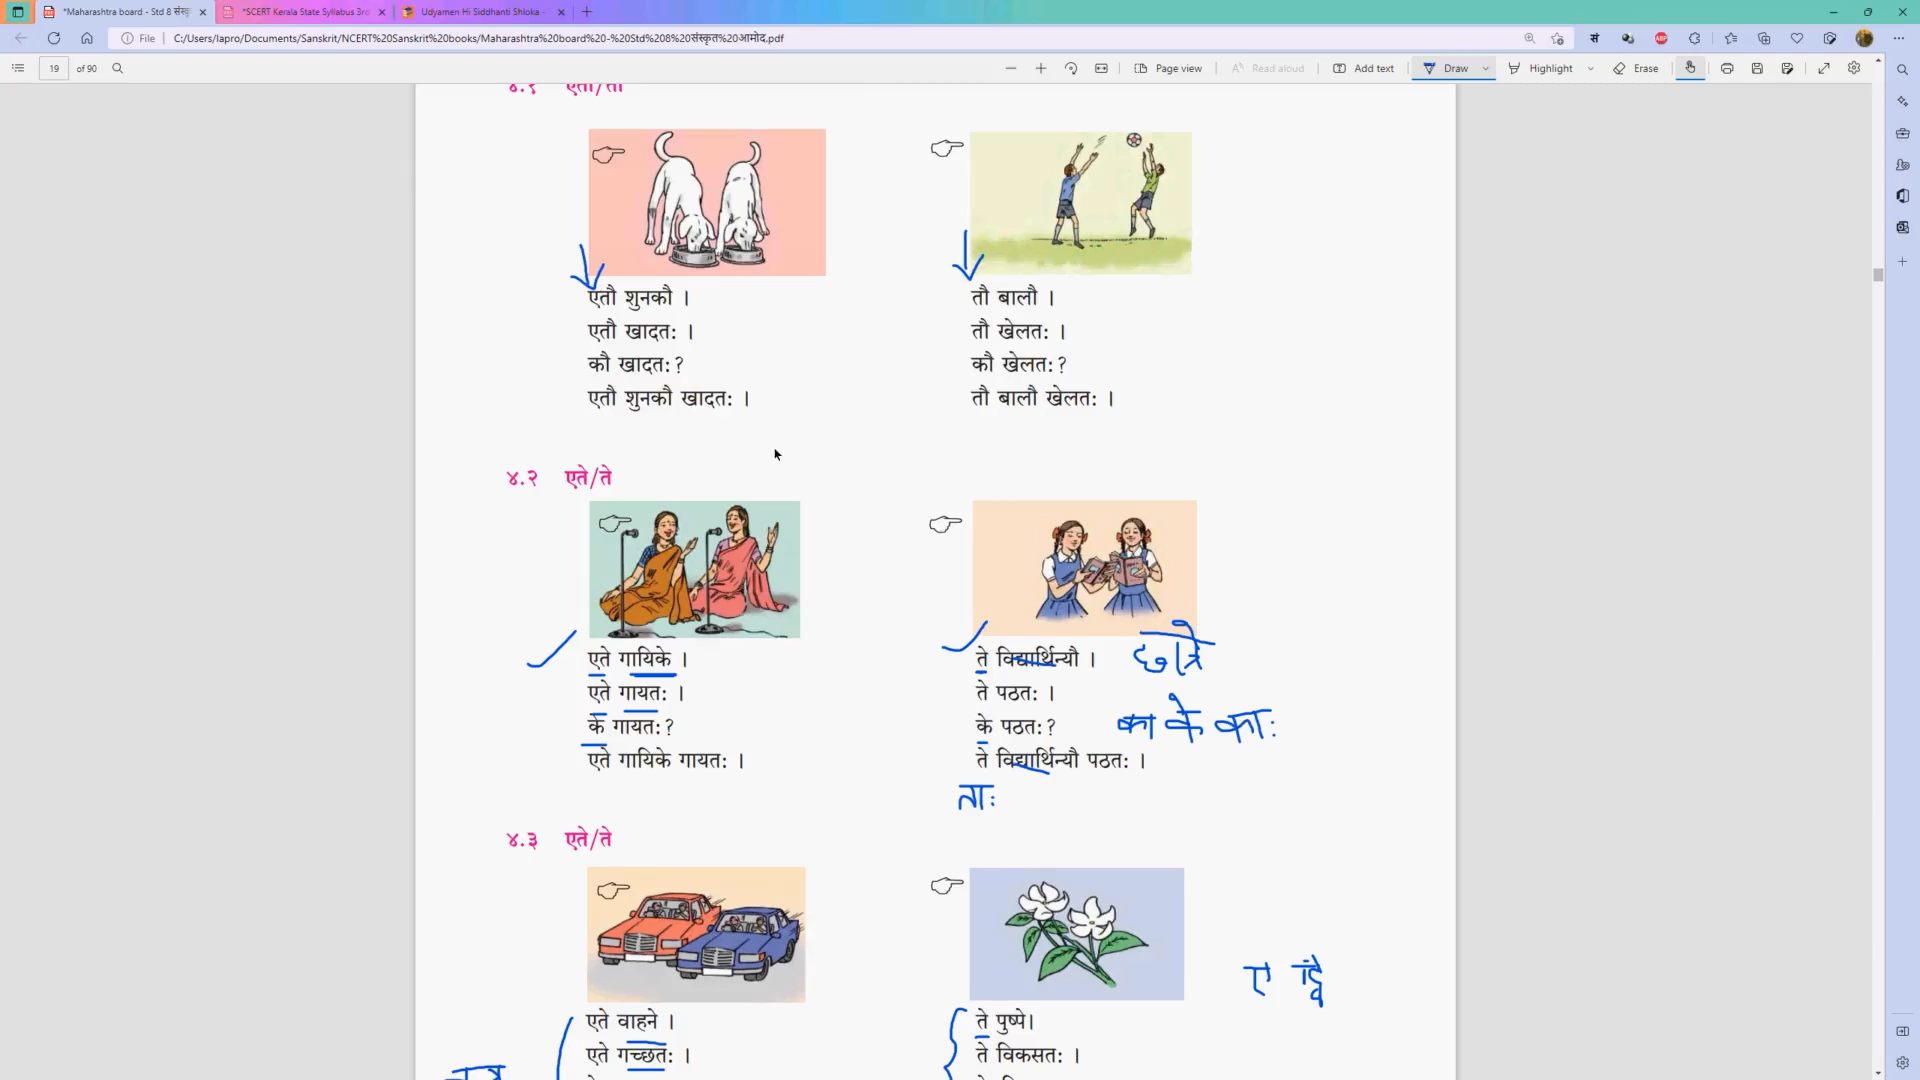 *Maharashtra board - Std 8 संस्कृ
*SCERT Kerala State Syllabus 3rd
Udyamen Hi Siddhanti Shloka -
File C:/Users/lapro/Documents/Sanskrit/NCERT%20Sanskrit%20books/Maharashtra%20board%20-%20Std%208%20संस्कृत%20आमोद.pdf
19 of 90
Page view
Read aloud
Add text
Draw
Highlight
Erase
४.१ एतौ/तौ
एतौ शुनकौ ।
एतौ खादतः ।
कौ खादतः?
एतौ शुनकौ खादतः ।
तौ बालौ ।
तौ खेलतः ।
कौ खेलतः?
तौ बालौ खेलतः ।
४.२ एते/ते
एते गायिके ।
एते गायतः ।
के गायतः?
एते गायिके गायतः ।
ते विद्यार्थिन्यौ । छात्रे
ते पठतः ।
के पठतः? का के काः
ते विद्यार्थिन्यौ पठतः ।
ताः
४.३ एते/ते
एते वाहने ।
एते गच्छतः ।
ते पुष्पे।
ते विकसतः ।